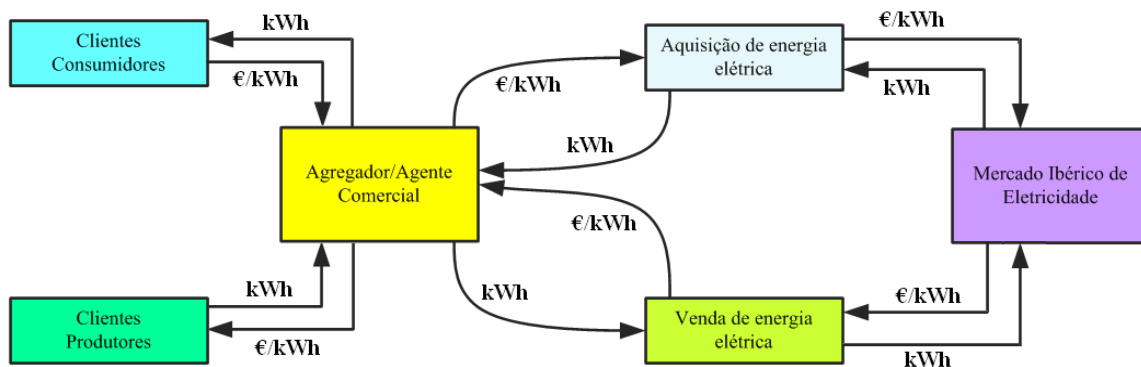 kWh
€/kWh
Clientes
Consumidores
Aquisição de energia
elétrica
€/kWh
€/kWh
kWh
kWh
Agregador/Agente
Comercial
Mercado Ibérico de
Eletricidade
€/kWh
kWh
kWh
€/kWh
Clientes
Produtores
Venda de energia
elétrica
€/kWh
kWh